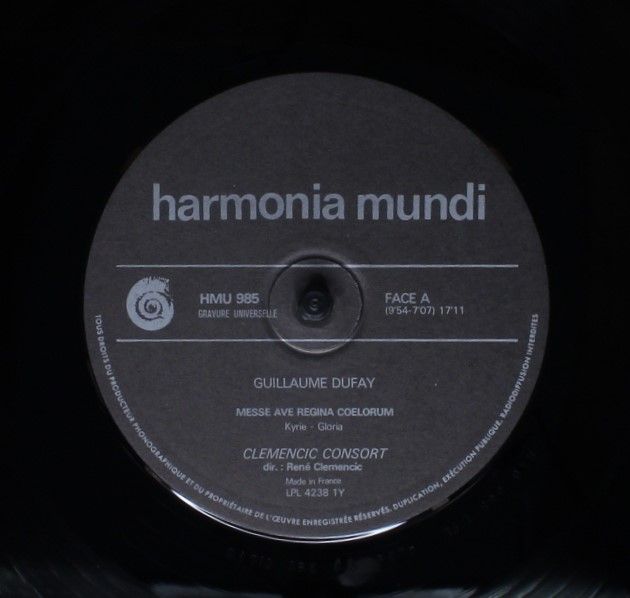 harmonia mundi
HMU 985
GRAVURE UNIVERSELLE
FACE A
(9'54-7'07) 17'11
GUILLAUME DUFAY
MESSE AVE REGINA COELORUM
Kyrie - Gloria
CLEMENCIC CONSORT
dir. : René Clemencic
Made in France
LPL 4238 1Y
TOUS DROITS DU PRODUCTEUR PHONOGRAPHIQUE ET DU PROPRIÉTAIRE DE L'ŒUVRE ENREGISTRÉE RÉSERVÉS. DUPLICATION, EXÉCUTION PUBLIQUE, RADIODIFFUSION INTERDITES